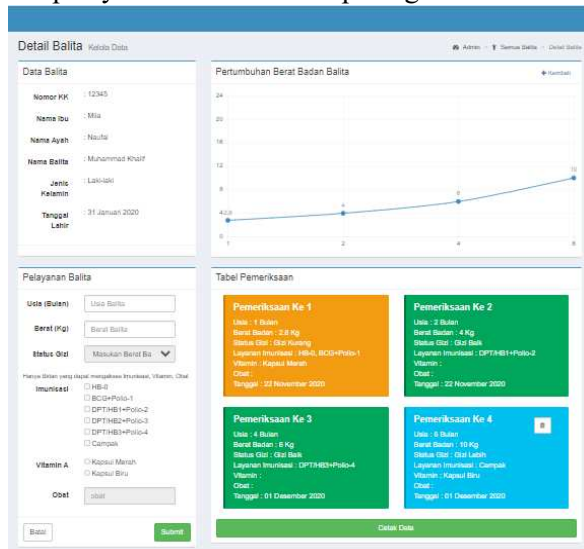 Detail Balita Kelola Data
Admin - Semua Balita - Detail Balita
Data Balita
Nomor KK : 12345
Nama Ibu : Mila
Nama Ayah : Naufal
Nama Balita : Muhammad Khalif
Jenis Kelamin : Laki-laki
Tanggal Lahir : 31 Januari 2020
Pertumbuhan Berat Badan Balita
Kembali
24
20
16
12
8
4
0
2.8
4
6
10
1
2
4
8
Pelayanan Balita
Usia (Bulan) Usia Balita
Berat (Kg) Berat Balita
Status Gizi Masukan Berat Ba
Hanya Bidan yang dapat mengakses Imunisasi, Vitamin, Obat
Imunisasi
HB-0
BCG+Polio-1
DPT/HB1+Polio-2
DPT/HB2+Polio-3
DPT/HB3+Polio-4
Campak
Vitamin A
Kapsul Merah
Kapsul Biru
Obat obat
Batal
Submit
Tabel Pemeriksaan
Pemeriksaan Ke 1
Usia : 1 Bulan
Berat Badan : 2.8 Kg
Status Gizi : Gizi Kurang
Layanan Imunisasi : HB-0, BCG+Polio-1
Vitamin : Kapsul Merah
Obat :
Tanggal : 22 November 2020
Pemeriksaan Ke 2
Usia : 2 Bulan
Berat Badan : 4 Kg
Status Gizi : Gizi Baik
Layanan Imunisasi : DPT/HB1+Polio-2
Vitamin :
Obat :
Tanggal : 22 November 2020
Pemeriksaan Ke 3
Usia : 4 Bulan
Berat Badan : 6 Kg
Status Gizi : Gizi Baik
Layanan Imunisasi : DPT/HB3+Polio-4
Vitamin :
Obat :
Tanggal : 01 Desember 2020
Pemeriksaan Ke 4
Berat Badan : 10 Kg
Status Gizi : Gizi Lebih
Layanan Imunisasi : Campak
Vitamin : Kapsul Biru
Obat :
Tanggal : 01 Desember 2020
Cetak Data